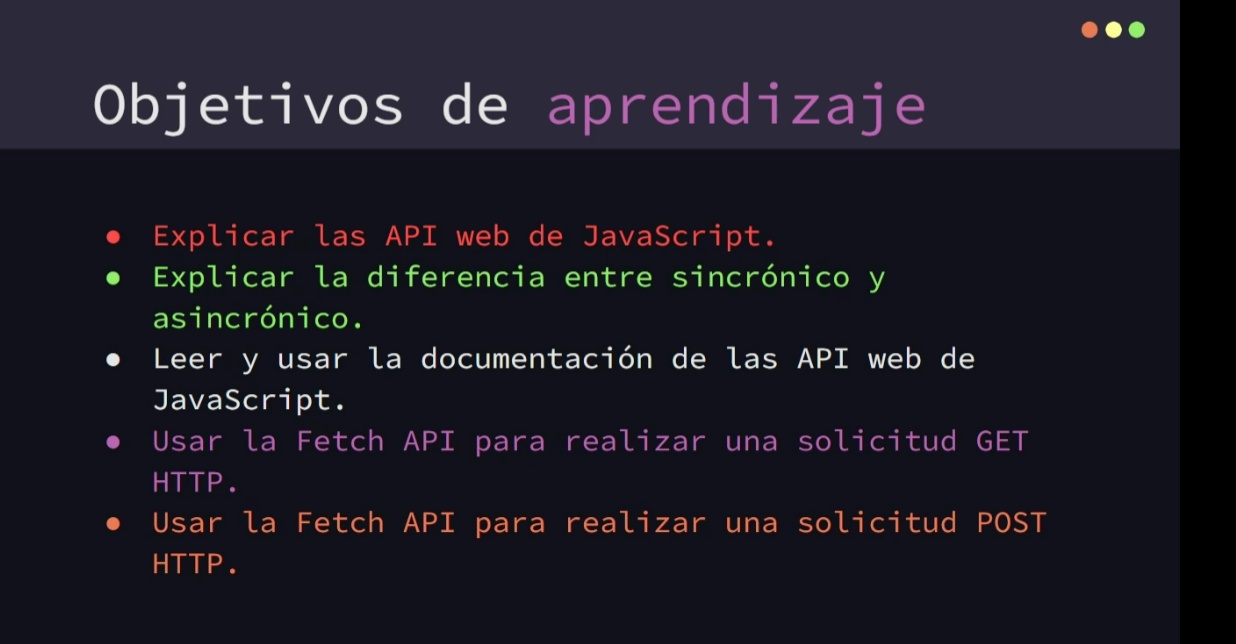 Objetivos de aprendizaje
● Explicar las API web de JavaScript.
● Explicar la diferencia entre sincrónico y
asincrónico.
● Leer y usar la documentación de las API web de
JavaScript.
● Usar la Fetch API para realizar una solicitud GET
HTTP.
● Usar la Fetch API para realizar una solicitud POST
HTTP.